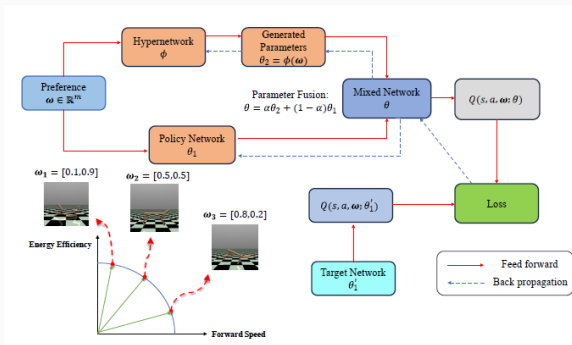 Hypernetwork
ϕ
Generated
Parameters
θ₂ = ϕ(ω)
Preference
ω ∈ ℝᵐ
Parameter Fusion:
θ = αθ₂ + (1 − α)θ₁
Mixed Network
θ
Q(s, a, ω; θ)
Policy Network
θ₁
ω₁ = [0.1,0.9]
ω₂ = [0.5,0.5]
ω₃ = [0.8,0.2]
Energy Efficiency
Forward Speed
Q(s, a, ω; θ₁′)
Loss
Target Network
θ₁′
Feed forward
Back propagation